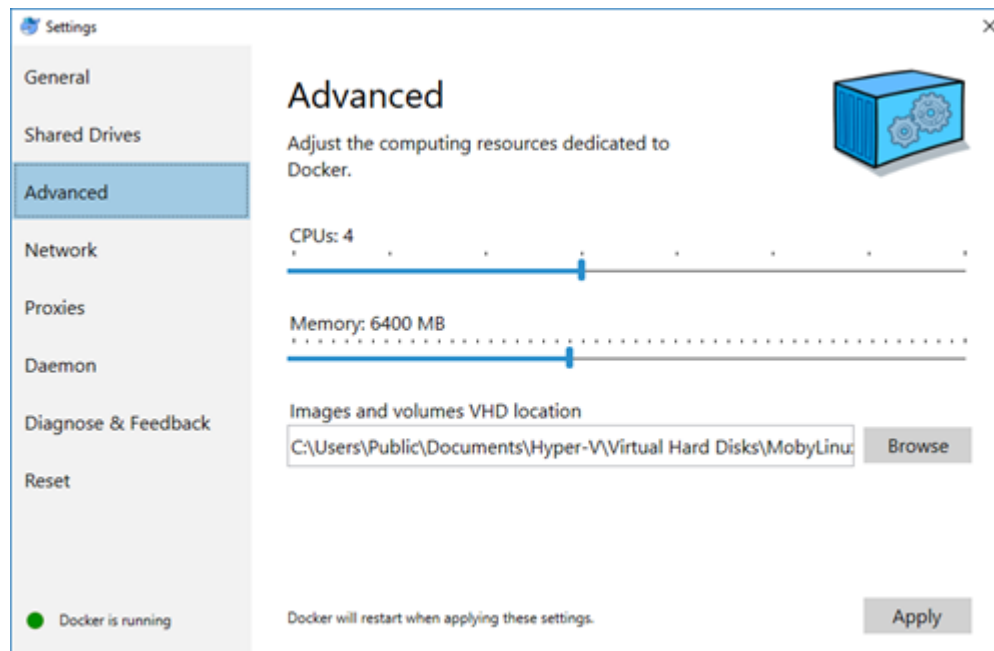 Settings
General
Shared Drives
Advanced
Network
Proxies
Daemon
Diagnose & Feedback
Reset
Docker is running
Advanced
Adjust the computing resources dedicated to
Docker.
CPUs: 4
Memory: 6400 MB
Images and volumes VHD location
C:\Users\Public\Documents\Hyper-V\Virtual Hard Disks\MobyLinu
Browse
Docker will restart when applying these settings.
Apply